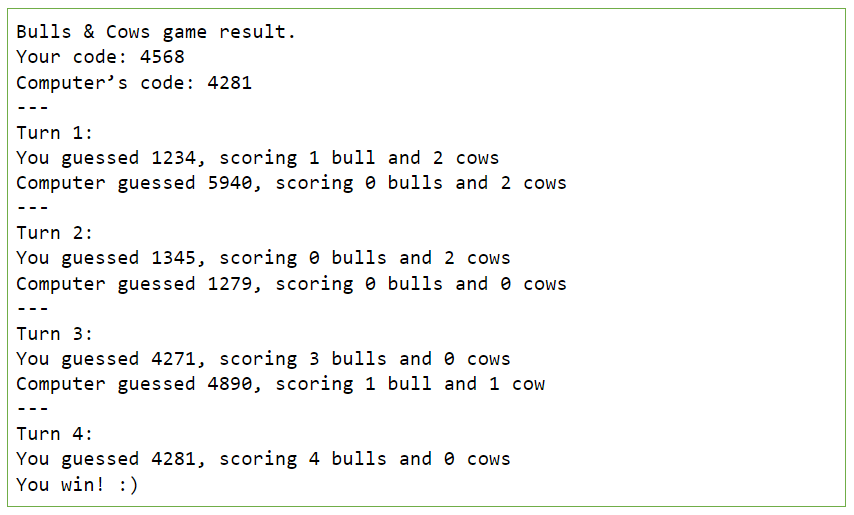 Bulls & Cows game result.
Your code: 4568
Computer’s code: 4281
---
Turn 1:
You guessed 1234, scoring 1 bull and 2 cows
Computer guessed 5940, scoring 0 bulls and 2 cows
---
Turn 2:
You guessed 1345, scoring 0 bulls and 2 cows
Computer guessed 1279, scoring 0 bulls and 0 cows
---
Turn 3:
You guessed 4271, scoring 3 bulls and 0 cows
Computer guessed 4890, scoring 1 bull and 1 cow
---
Turn 4:
You guessed 4281, scoring 4 bulls and 0 cows
You win! :)